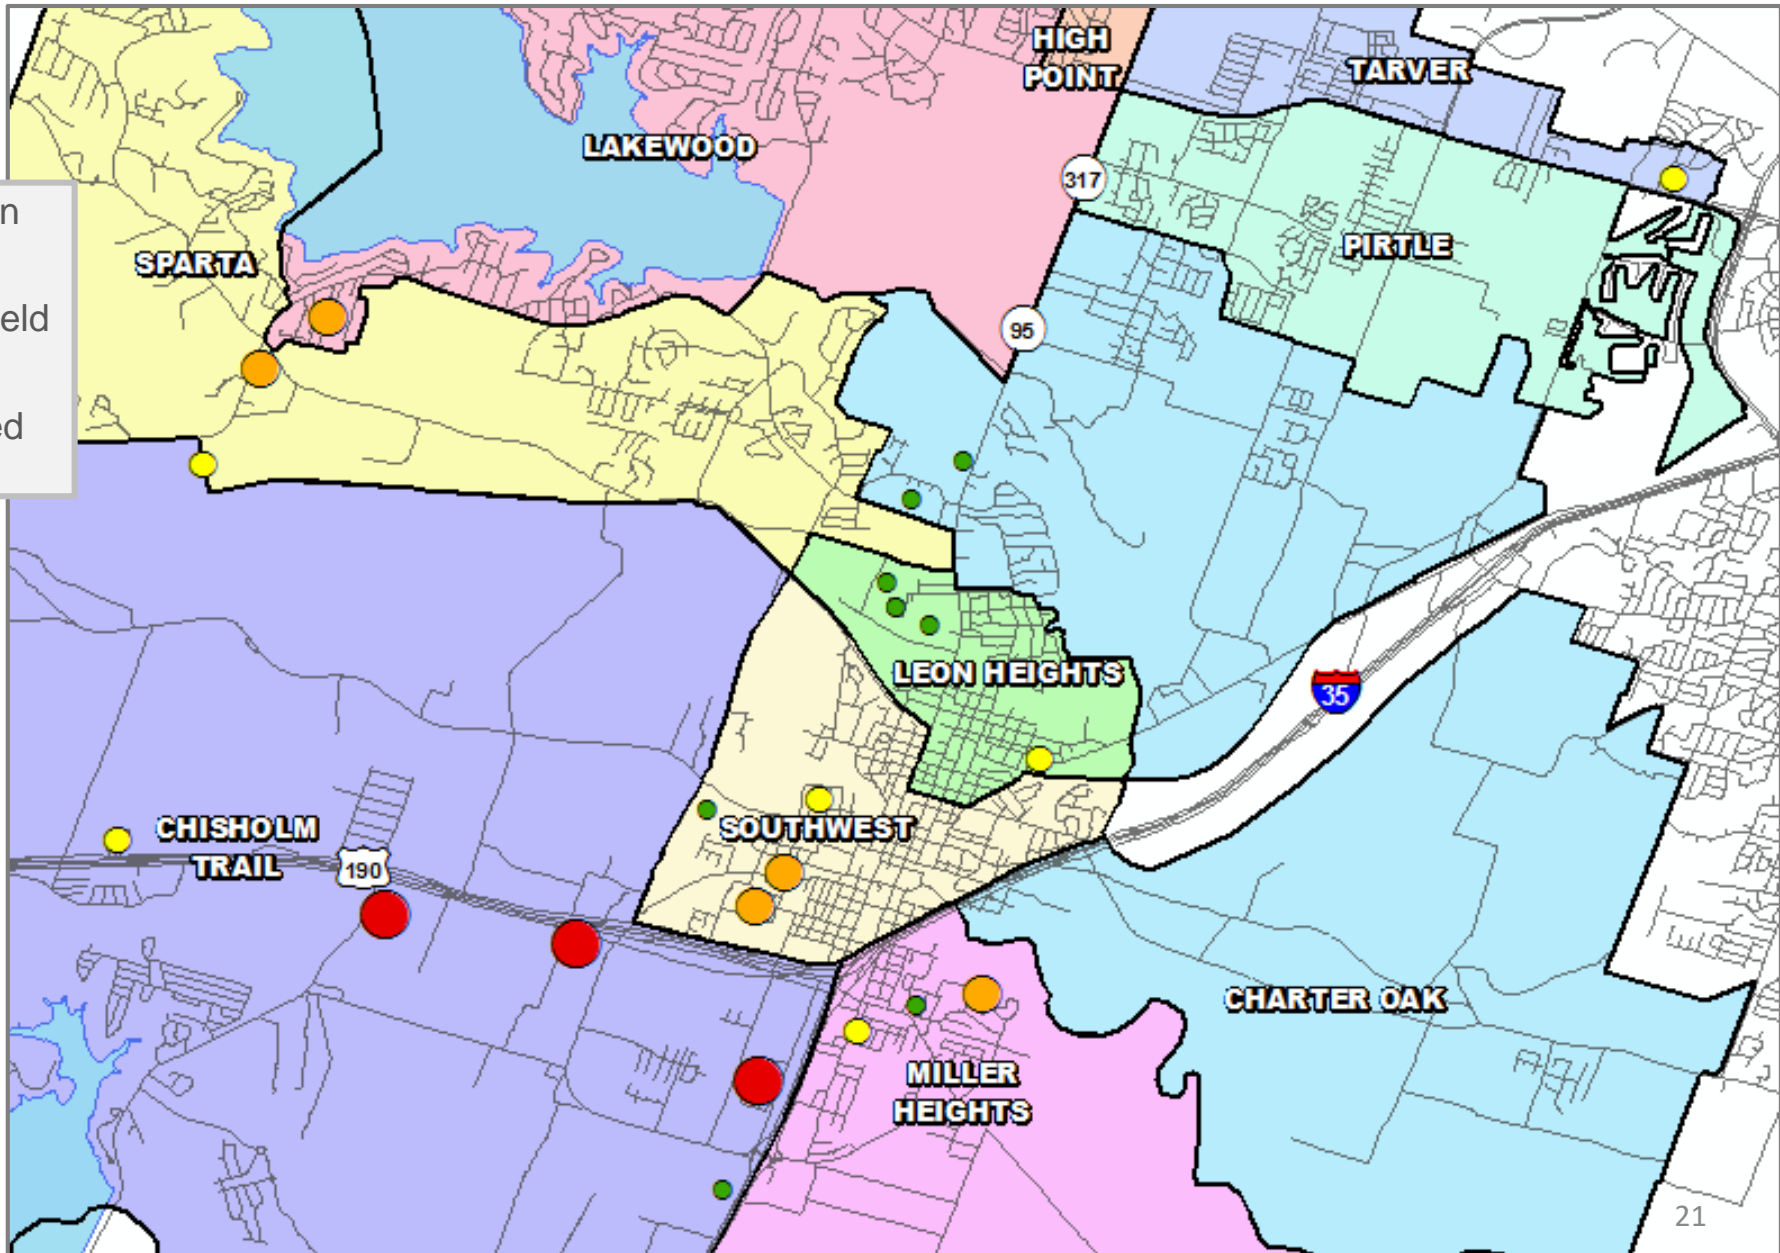 HIGH
POINT
TARVER
LAKEWOOD
317
n
PIRTLE
SPARTA
eld
95
ed
LEON HEIGHTS
35
CHISHOLM
TRAIL
SOUTHWEST
190
CHARTER OAK
MILLER
HEIGHTS
21